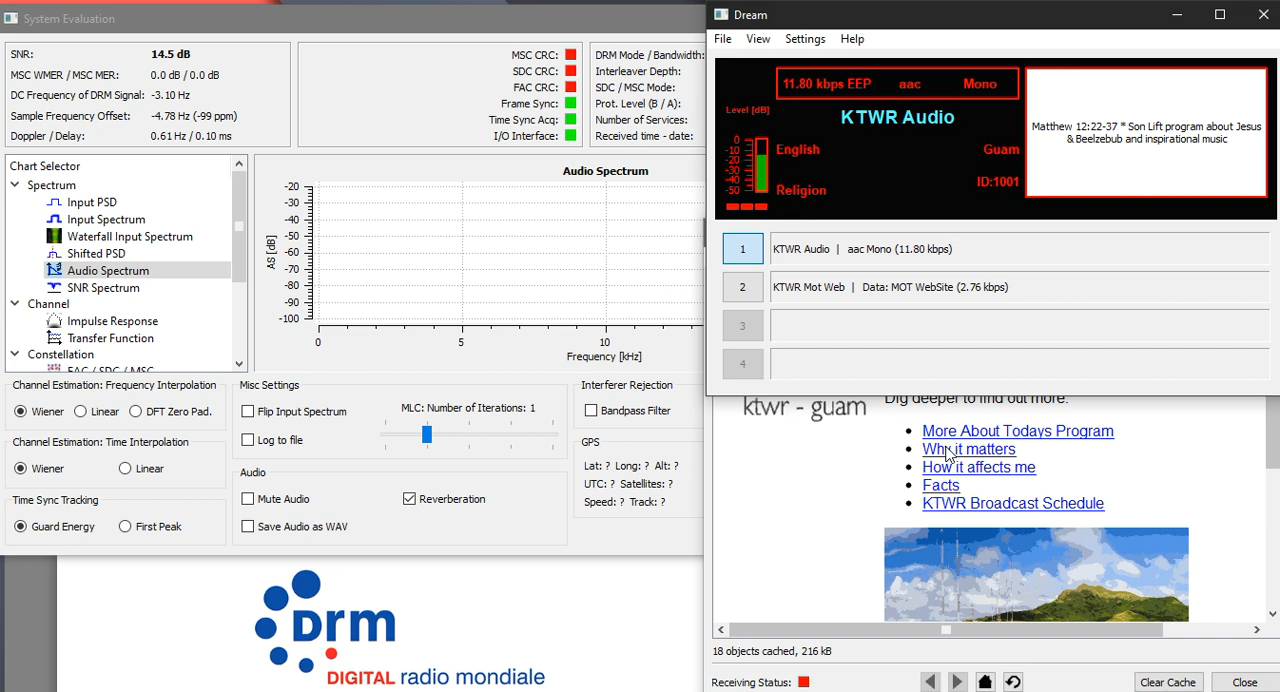 System Evaluation
SNR: 14.5 dB
MSC WMER / MSC MER: 0.0 dB / 0.0 dB
DC Frequency of DRM Signal: -3.10 Hz
Sample Frequency Offset: -4.78 Hz (-99 ppm)
Doppler / Delay: 0.61 Hz / 0.10 ms
MSC CRC:
SDC CRC:
FAC CRC:
Frame Sync:
Time Sync Acq:
I/O Interface:
DRM Mode / Bandwidth:
Interleaver Depth:
SDC / MSC Mode:
Prot. Level (B / A):
Number of Services:
Received time - date:
Chart Selector
Spectrum
Input PSD
Input Spectrum
Waterfall Input Spectrum
Shifted PSD
Audio Spectrum
SNR Spectrum
Channel
Impulse Response
Transfer Function
Constellation
FAC / SDC / MSC
Audio Spectrum
AS [dB]
-20
-30
-40
-50
-60
-70
-80
-90
-100
0 5 10
Frequency [kHz]
Channel Estimation: Frequency Interpolation
Wiener Linear DFT Zero Pad.
Channel Estimation: Time Interpolation
Wiener Linear
Time Sync Tracking
Guard Energy First Peak
Misc Settings
Flip Input Spectrum
Log to file
MLC: Number of Iterations: 1
Audio
Mute Audio Reverberation
Save Audio as WAV
Interferer Rejection
Bandpass Filter
GPS
Lat: ? Long: ? Alt: ?
UTC: ? Satellites: ?
Speed: ? Track: ?
Drm
DIGITAL radio mondiale
Dream
File View Settings Help
11.80 kbps EEP aac Mono
Level [dB]
0
-10
-20
-30
-40
-50
KTWR Audio
English Guam
Religion ID:1001
Matthew 12:22-37 * Son Lift program about Jesus
& Beelzebub and inspirational music
1 KTWR Audio | aac Mono (11.80 kbps)
2 KTWR Mot Web | Data: MOT WebSite (2.76 kbps)
3
4
ktwr - guam
Dig deeper to find out more:
More About Todays Program
Why it matters
How it affects me
Facts
KTWR Broadcast Schedule
18 objects cached, 216 kB
Receiving Status:
Clear Cache
Close